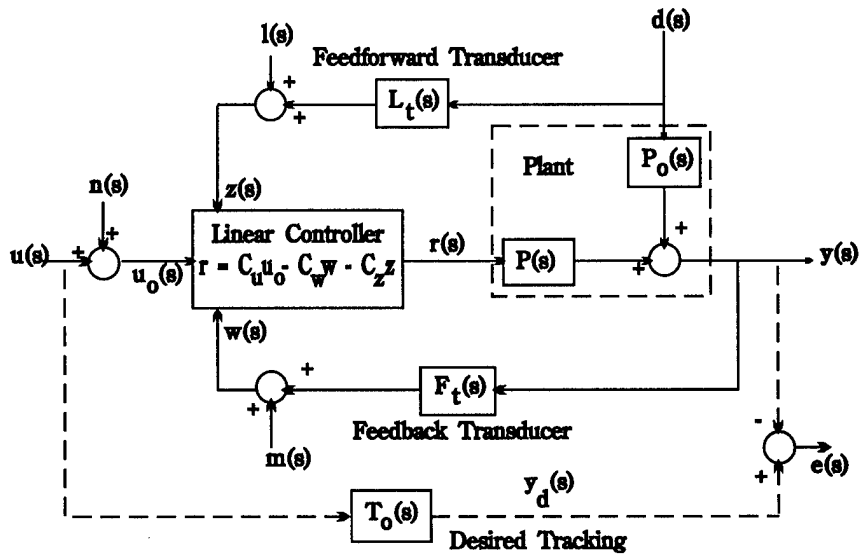 d(s)
l(s)
Feedforward Transducer
+
+
L_t(s)
P_o(s)
Plant
n(s)
z(s)
+
+
u(s)
+
u_o(s)
Linear Controller
r = C_u u_o - C_w w - C_z z
r(s)
P(s)
+
y(s)
w(s)
+
+
F_t(s)
m(s)
Feedback Transducer
-
+
e(s)
y_d(s)
T_o(s)
Desired Tracking